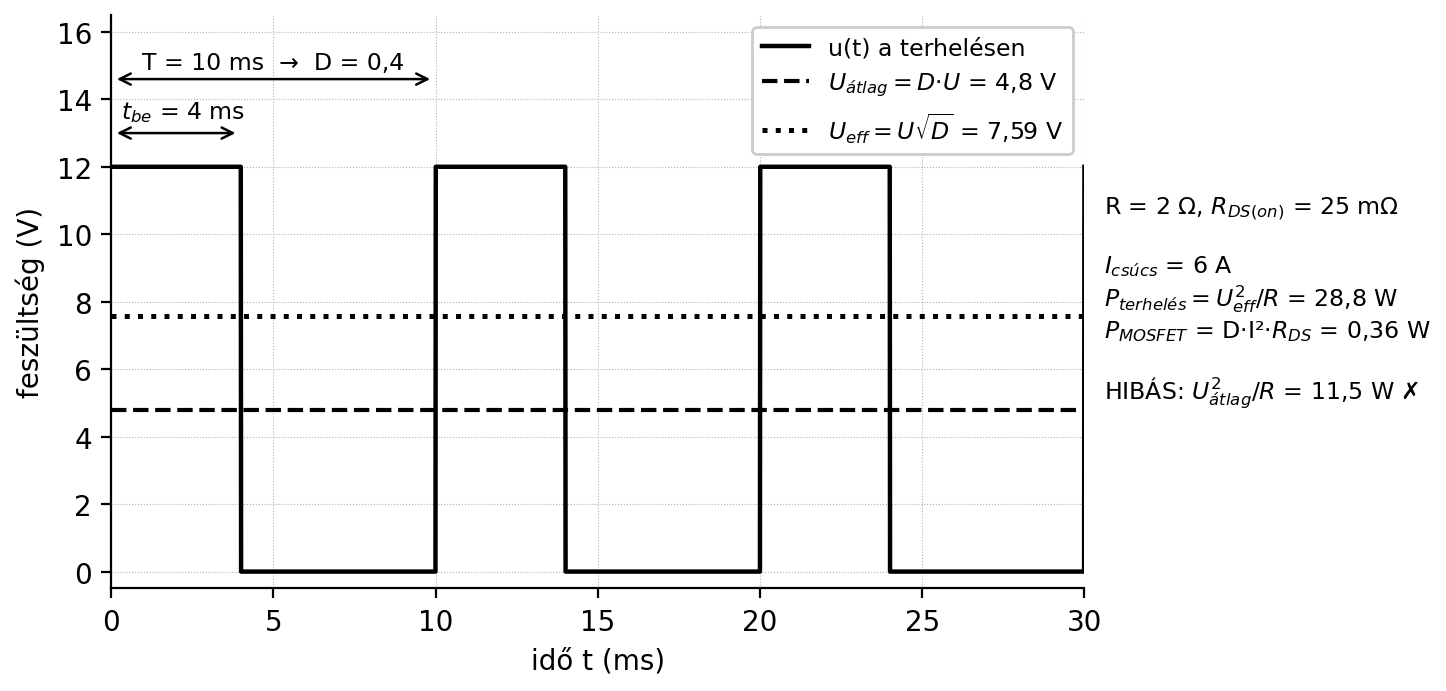 16
14
12
10
8
6
4
2
0
feszültség (V)
T = 10 ms → D = 0,4
t_be = 4 ms
u(t) a terhelésen
U_átlag = D·U = 4,8 V
U_eff = U√D = 7,59 V
0 5 10 15 20 25 30
idő t (ms)
R = 2 Ω, R_DS(on) = 25 mΩ
I_csúcs = 6 A
P_terhelés = U²_eff/R = 28,8 W
P_MOSFET = D·I²·R_DS = 0,36 W
HIBÁS: U²_átlag/R = 11,5 W ✗